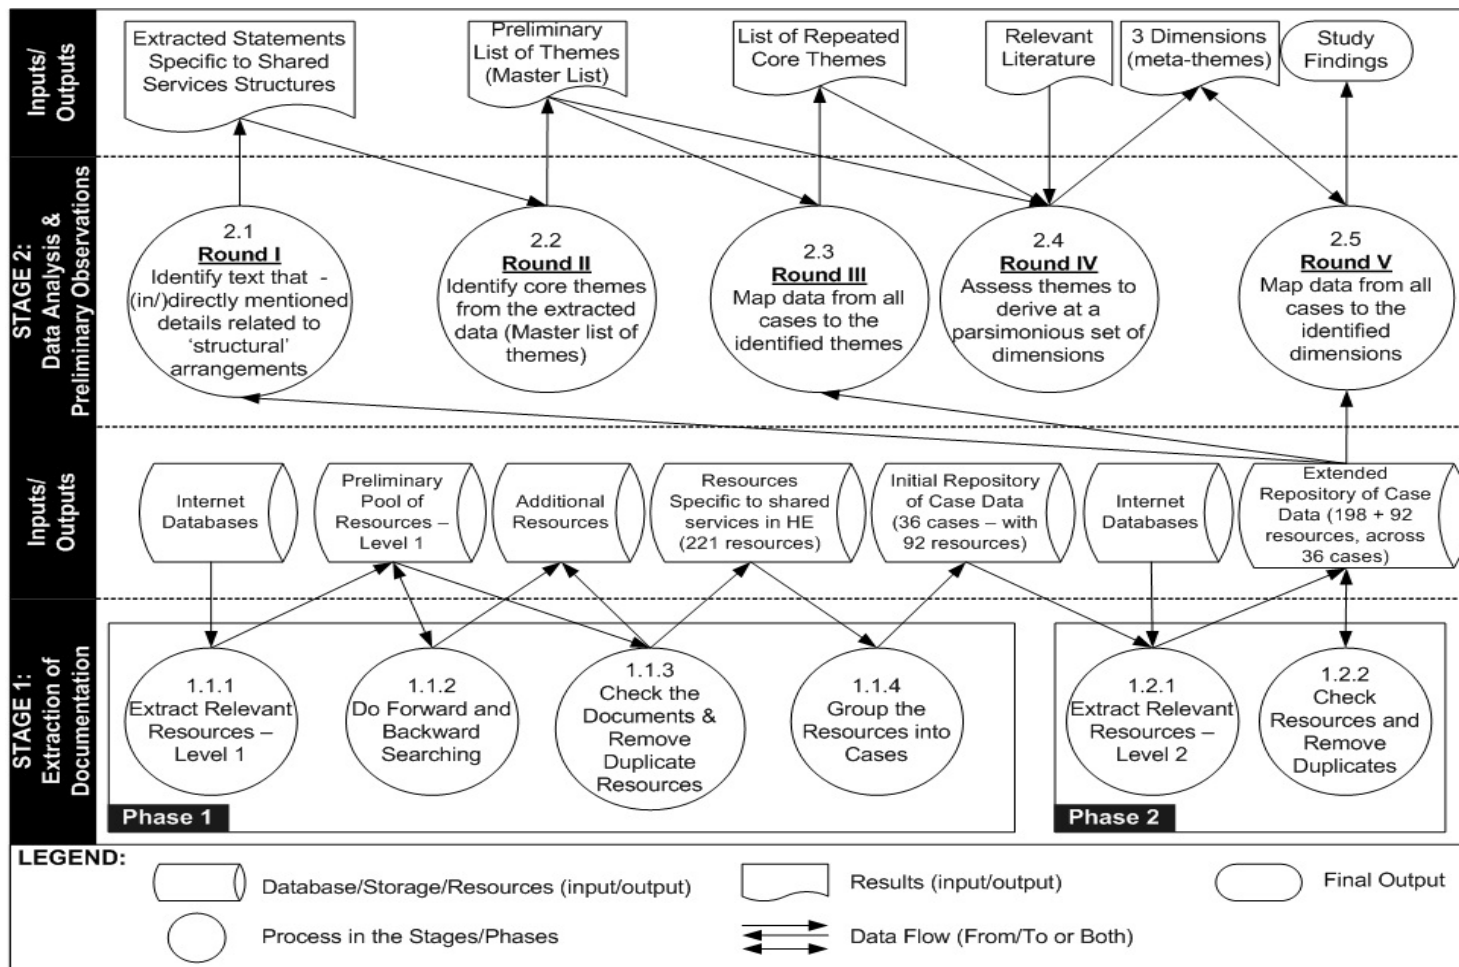 Inputs/
Outputs
Extracted Statements
Specific to Shared
Services Structures
Preliminary
List of Themes
(Master List)
List of Repeated
Core Themes
Relevant
Literature
3 Dimensions
(meta-themes)
Study
Findings
STAGE 2:
Data Analysis &
Preliminary Observations
2.1
Round I
Identify text that -
(in/)directly mentioned
details related to
‘structural’
arrangements
2.2
Round II
Identify core themes
from the extracted
data (Master list of
themes)
2.3
Round III
Map data from all
cases to the
identified themes
2.4
Round IV
Assess themes to
derive at a
parsimonious set of
dimensions
2.5
Round V
Map data from all
cases to the
identified
dimensions
Inputs/
Outputs
Internet
Databases
Preliminary
Pool of
Resources –
Level 1
Additional
Resources
Resources
Specific to shared
services in HE
(221 resources)
Initial Repository
of Case Data
(36 cases – with
92 resources)
Internet
Databases
Extended
Repository of Case
Data (198 + 92
resources, across
36 cases)
STAGE 1:
Extraction of
Documentation
1.1.1
Extract Relevant
Resources –
Level 1
1.1.2
Do Forward and
Backward
Searching
1.1.3
Check the
Documents &
Remove
Duplicate
Resources
1.1.4
Group the
Resources into
Cases
Phase 1
1.2.1
Extract Relevant
Resources –
Level 2
1.2.2
Check
Resources and
Remove
Duplicates
Phase 2
LEGEND:
Database/Storage/Resources (input/output)
Results (input/output)
Final Output
Process in the Stages/Phases
Data Flow (From/To or Both)